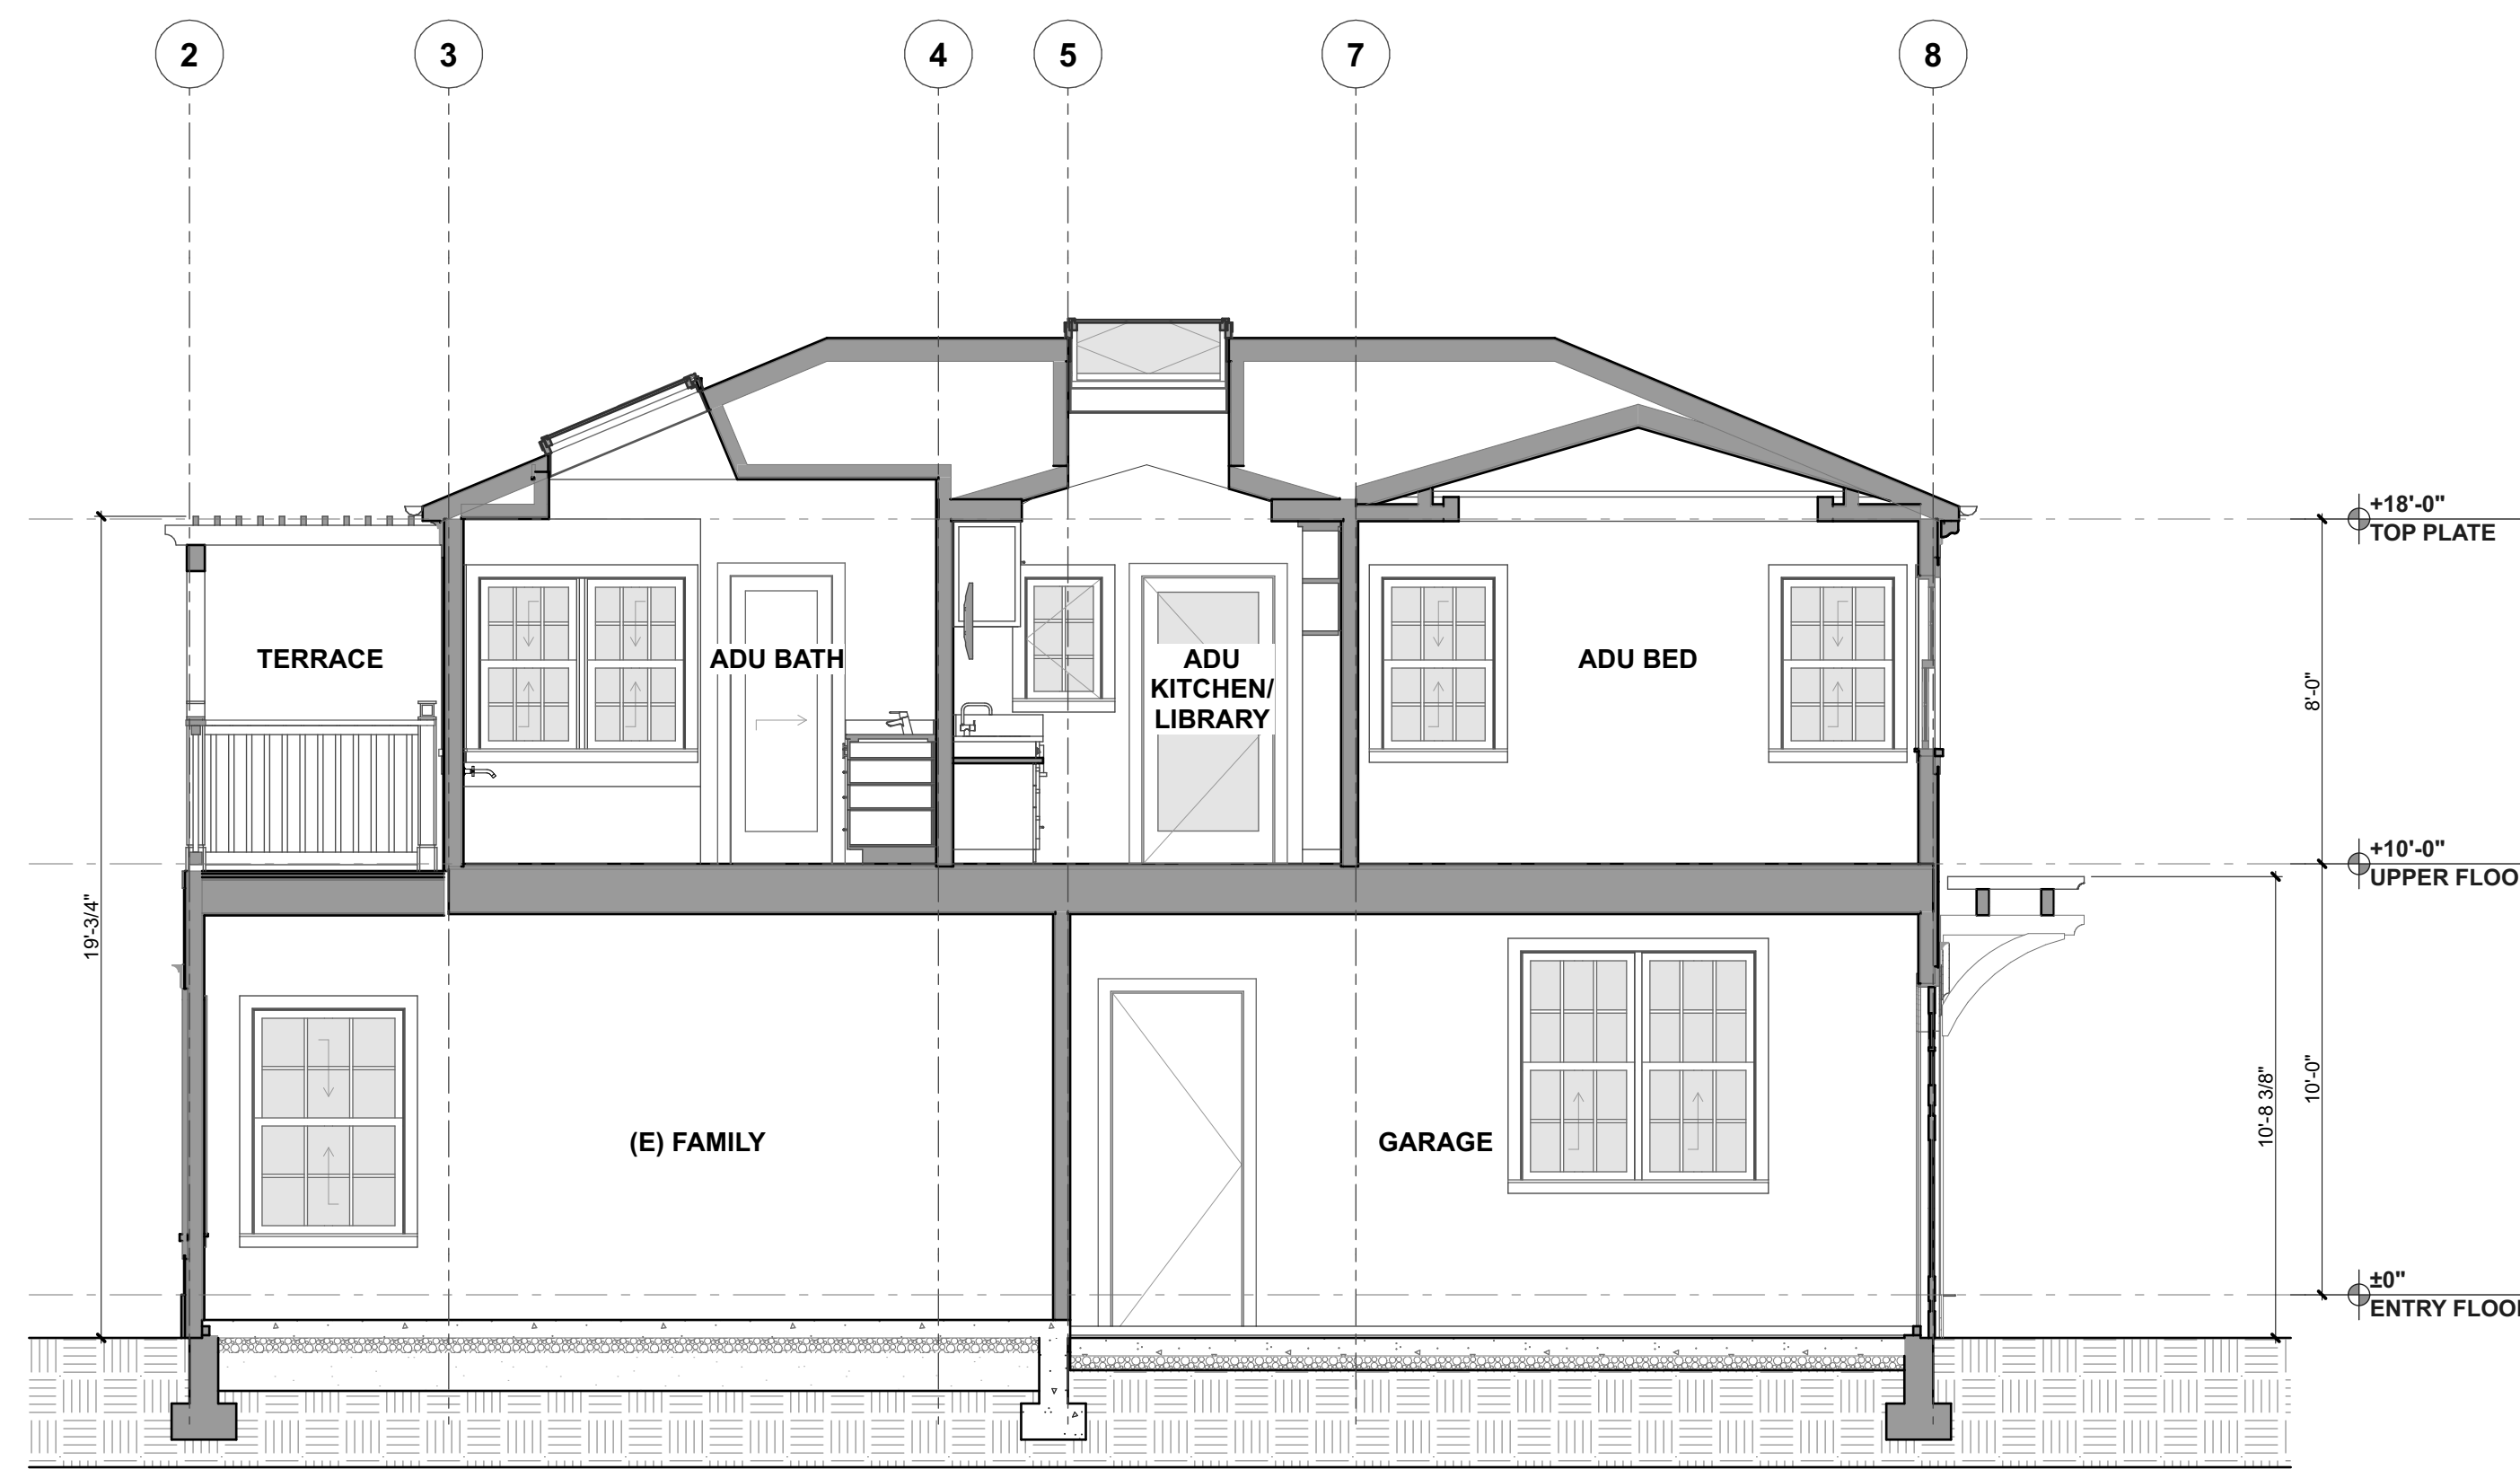 2 3 4 5 7 8
+18'-0"
TOP PLATE
TERRACE
ADU BATH
ADU
KITCHEN/
LIBRARY
ADU BED
8'-0"
+10'-0"
UPPER FLOO
19'-3/4"
10'-8 3/8"
10'-0"
(E) FAMILY
GARAGE
±0"
ENTRY FLOO